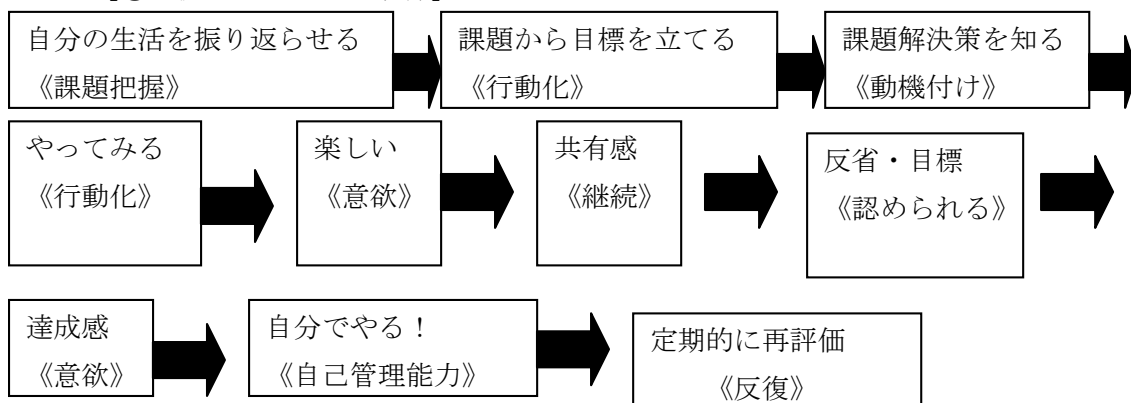 自分の生活を振り返らせる
《課題把握》
課題から目標を立てる
《行動化》
課題解決策を知る
《動機付け》
やってみる
《行動化》
楽しい
《意欲》
共有感
《継続》
反省・目標
《認められる》
達成感
《意欲》
自分でやる！
《自己管理能力》
定期的に再評価
《反復》